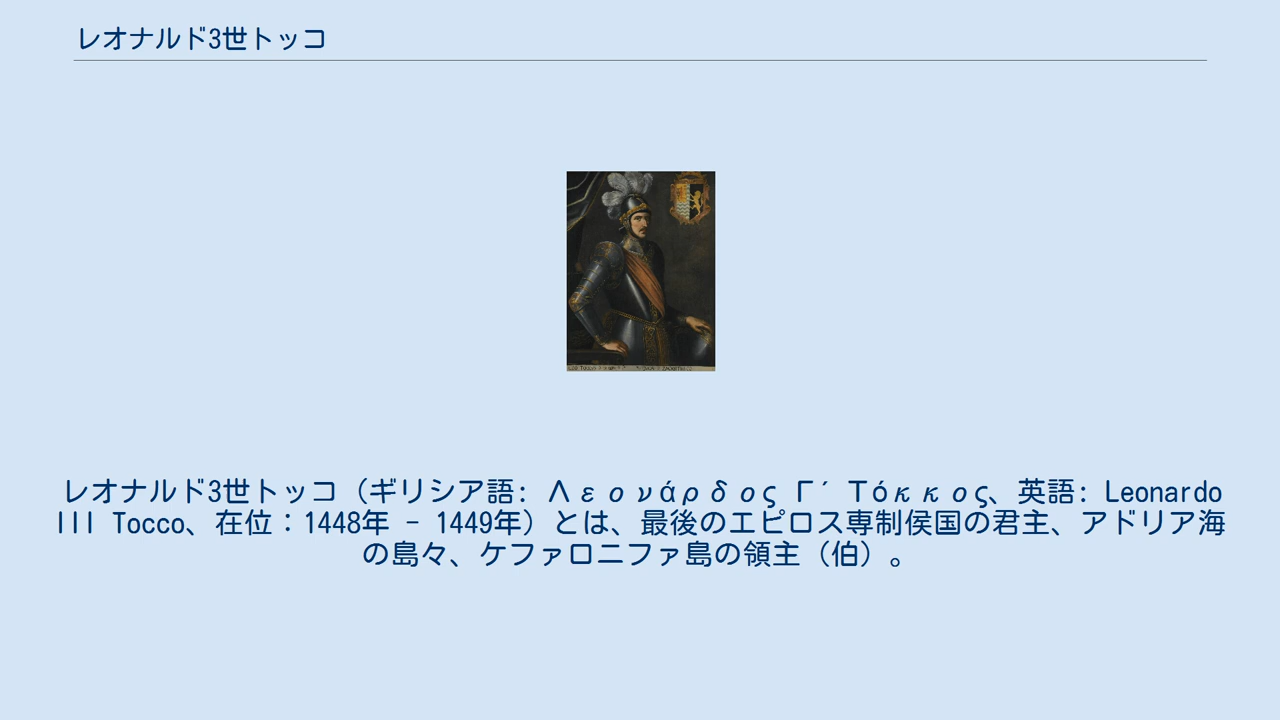 レオナルド3世トッコ
レオナルド3世トッコ（ギリシア語: Λεονάρδος Γ΄ Τόκκος、英語: Leonardo
III Tocco、在位：1448年 - 1449年）とは、最後のエピロス専制侯国の君主、アドリア海
の島々、ケファロニファ島の領主（伯）。